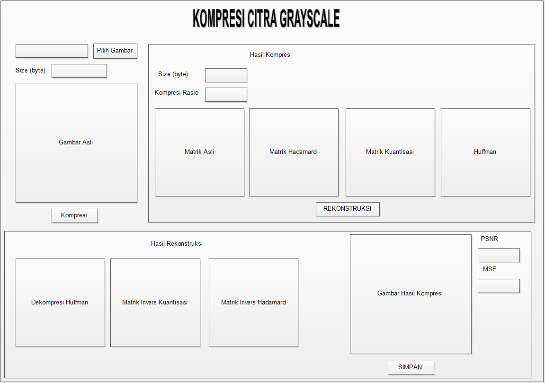 KOMPRESI CITRA GRAYSCALE
Pilih Gambar
Size (byte)
Gambar Asli
Kompresi
Hasil Kompresi
Size (byte)
Kompresi Rasio
Matrik Asli
Matrik Hadamard
Matrik Kuantisasi
Huffman
REKONSTRUKSI
Hasil Rekonstruksi
Dekompresi Huffman
Matrik Invers Kuantisasi
Matrik Invers Hadamard
Gambar Hasil Kompresi
PSNR
MSE
SIMPAN